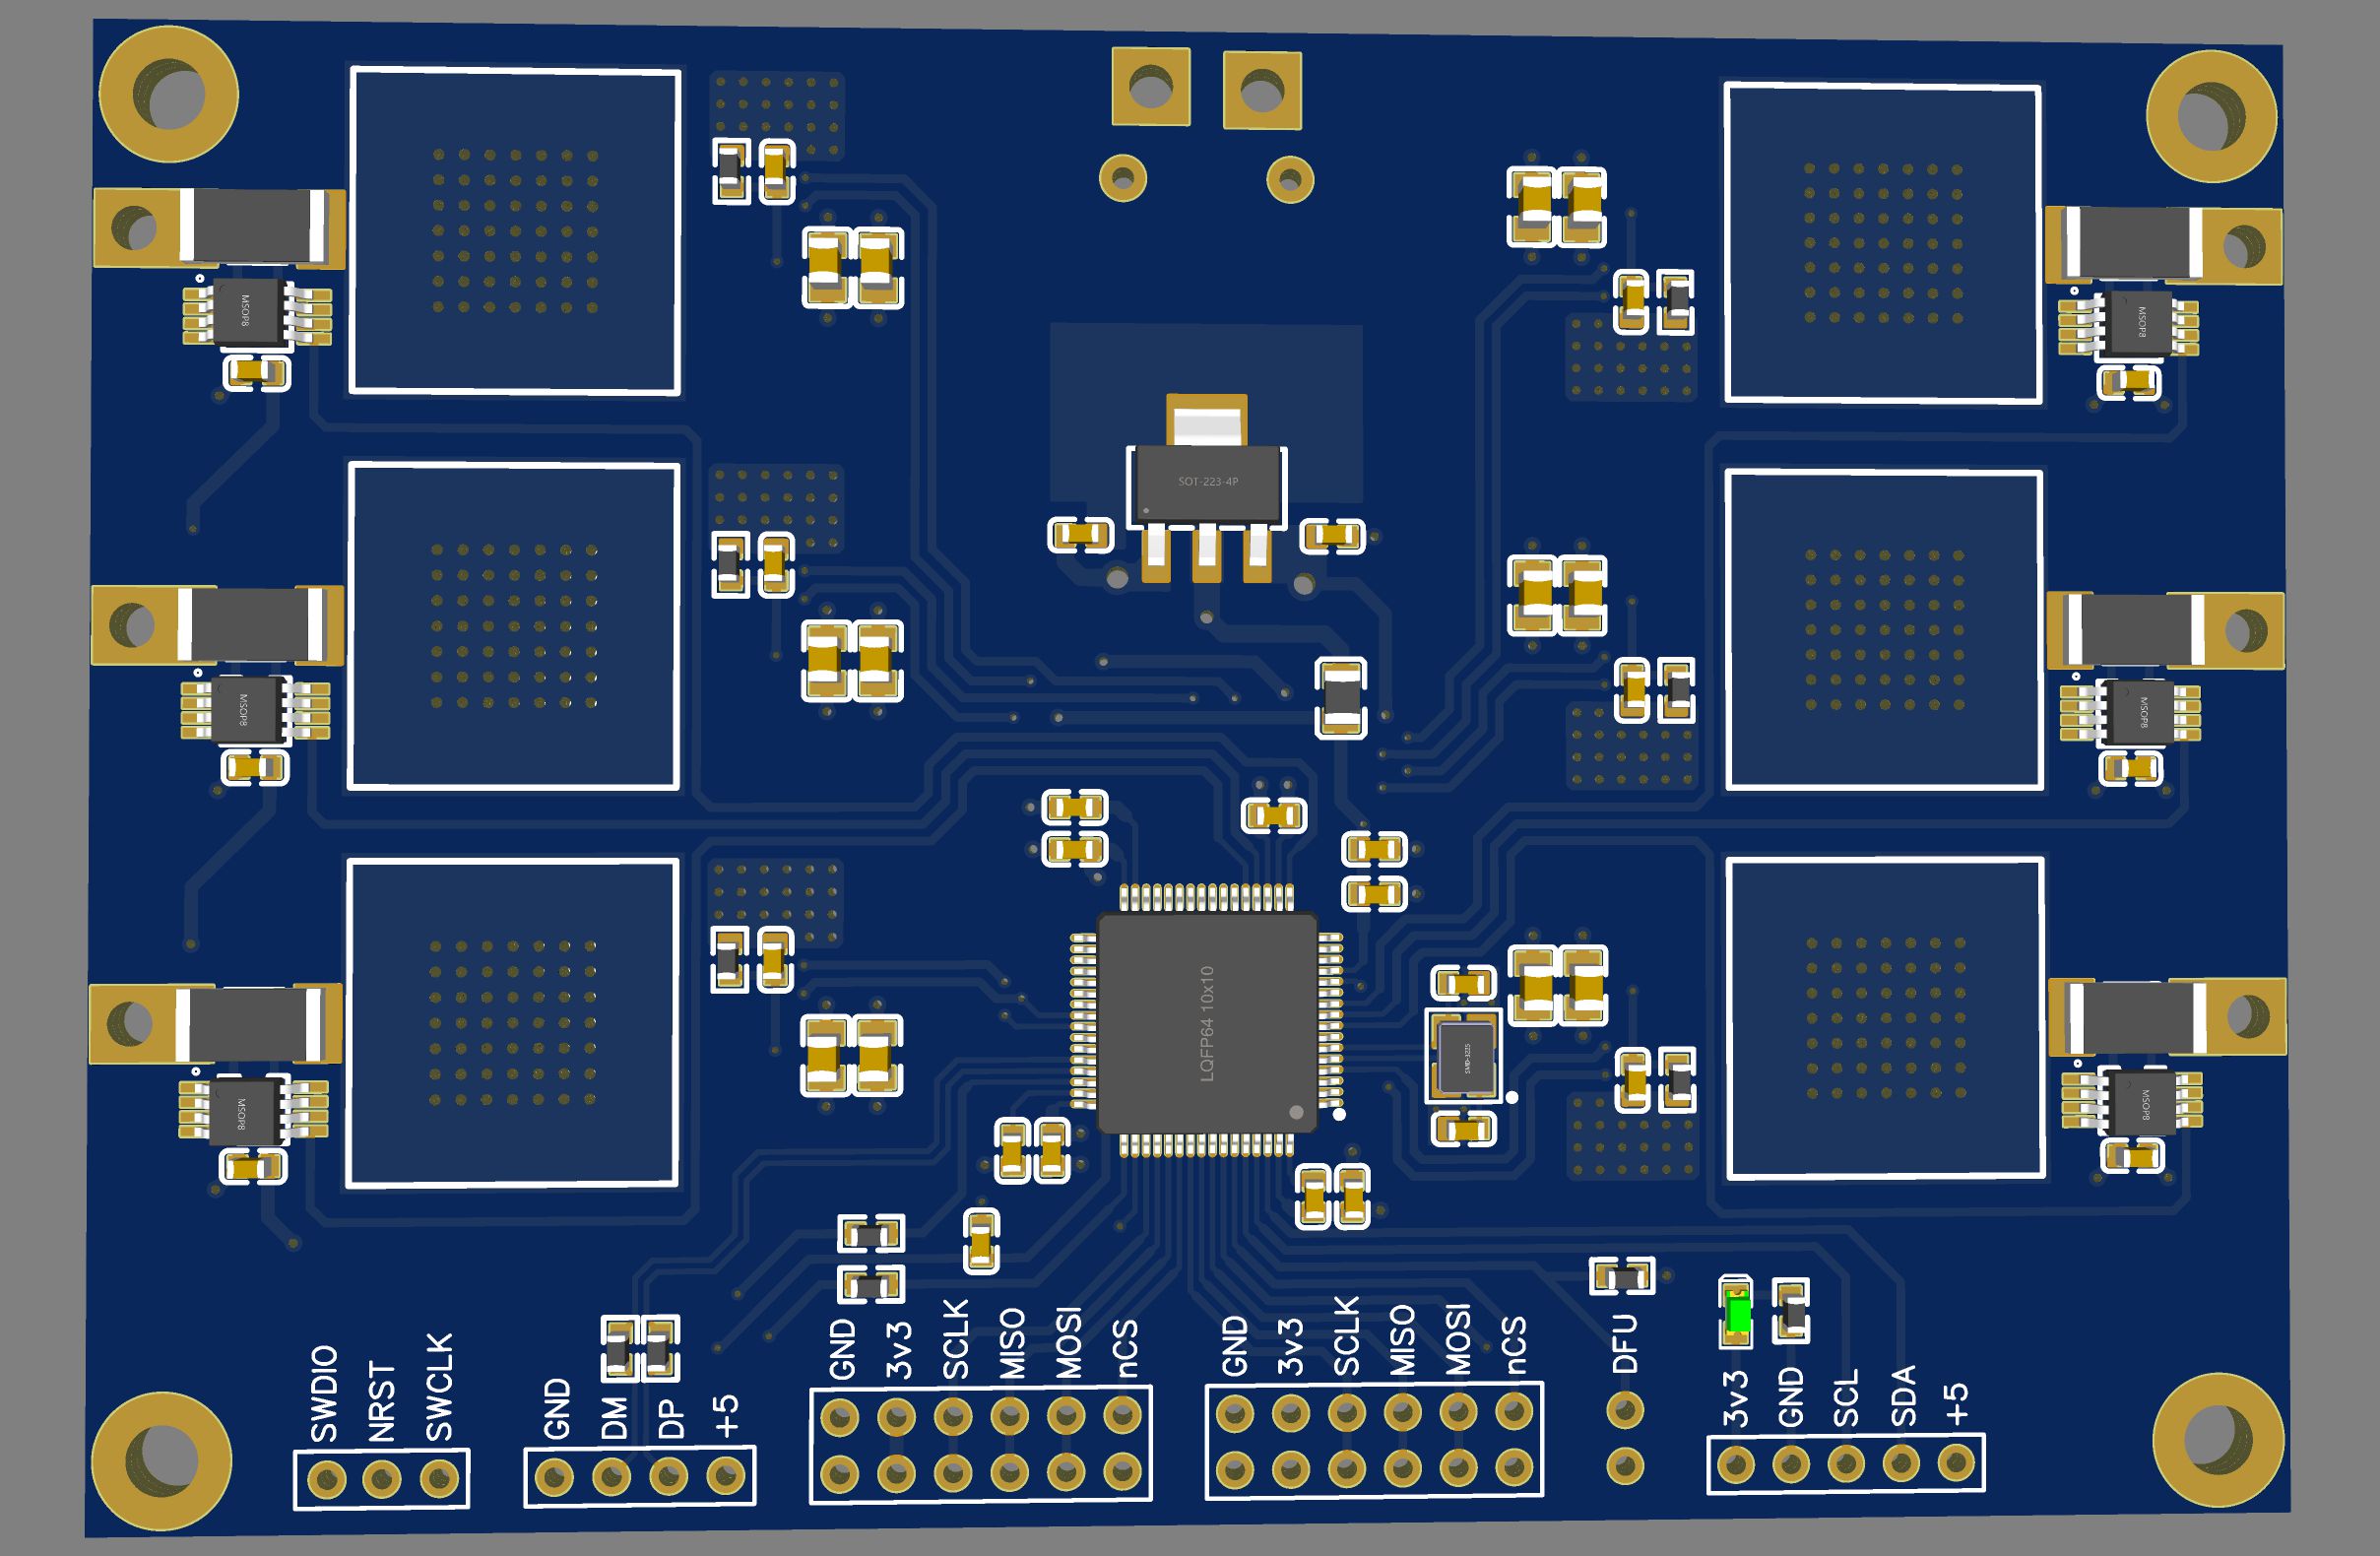 MSOP8
MSOP8
SOT-223-4P
MSOP8
MSOP8
LQFP64 10x10
SMD-3225
MSOP8
MSOP8
SWDIO
NRST
SWCLK
GND
DM
DP
+5
GND
3v3
SCLK
MISO
MOSI
nCS
GND
3v3
SCLK
MISO
MOSI
nCS
DFU
3v3
GND
SCL
SDA
+5